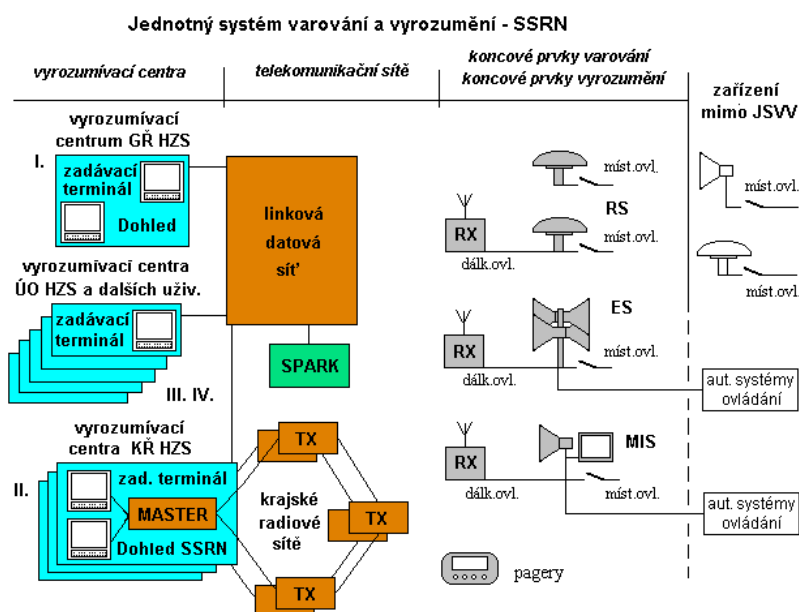 Jednotný systém varování a vyrozumění - SSRN
vyrozumívací centra
telekomunikační sítě
koncové prvky varování
koncové prvky vyrozumění
zařízení
mimo JSVV
vyrozumívací
centrum GŘ HZS
I.
zadávací
terminál
Dohled
linková
datová
síť
SPARK
vyrozumívací centra
ÚO HZS a dalších uživ.
zadávací
terminál
III. IV.
vyrozumívací
centra KŘ HZS
II.
zad. terminál
MASTER
Dohled SSRN
TX
TX
TX
krajské
radiové
sítě
míst.ovl.
RS
RX
míst.ovl.
dálk.ovl.
ES
RX
míst.ovl.
dálk.ovl.
MIS
RX
míst.ovl.
dálk.ovl.
pagery
míst.ovl.
míst.ovl.
aut. systémy
ovládání
aut. systémy
ovládání